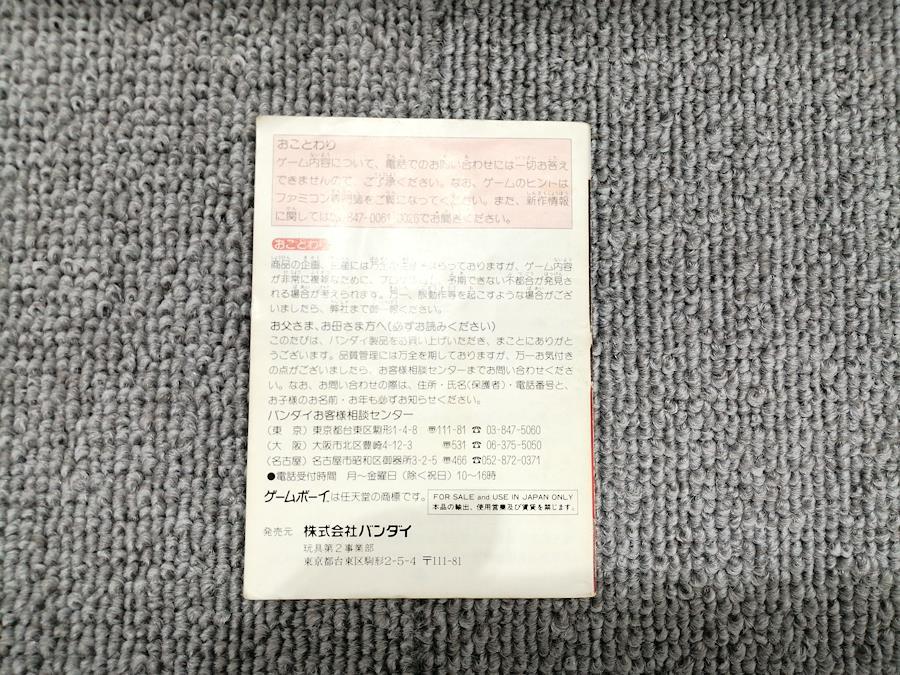 おことわり
ゲーム内容について、電話でのお問い合わせには一切お答え
できませんので、ご了承ください。なお、ゲームのヒントは
ファミコン専門誌をご覧になってください。また、新作情報
に関しては 847-0061 0026でお聞きください。
おことわり
商品の企画、生産には万全の はらっておりますが、ゲーム内容
が非常に複雑なために、 予期できない不都合が発見さ
れる場合が考えられます。万一、誤動作等を起こすような場合がござ
いましたら、弊社まで御一報ください。
お父さま、お母さま方へ(必ずお読みください)
このたびは、バンダイ製品をお買い上げいただき、まことにありが
とうございます。品質管理には万全を期しておりますが、万一お気付き
の点がございましたら、お客様相談センターまでお問い合わせくださ
い。なお、お問い合わせの際は、住所・氏名(保護者)・電話番号と、
お子様のお名前・お年も必ずお知らせください。
バンダイお客様相談センター
(東 京) 東京都台東区駒形1-4-8 〠111-81 ☎ 03-847-5060
(大 阪) 大阪市北区豊崎4-12-3 〠531 ☎ 06-375-5050
(名古屋) 名古屋市昭和区御器所3-2-5 〠466 ☎052-872-0371
●電話受付時間 月〜金曜日(除く祝日)10〜16時
ゲームボーイは任天堂の商標です。
FOR SALE and USE IN JAPAN ONLY
本品の輸出、使用営業及び賃貸を禁じます。
発売元 株式会社バンダイ
玩具第2事業部
東京都台東区駒形2-5-4 〒111-81